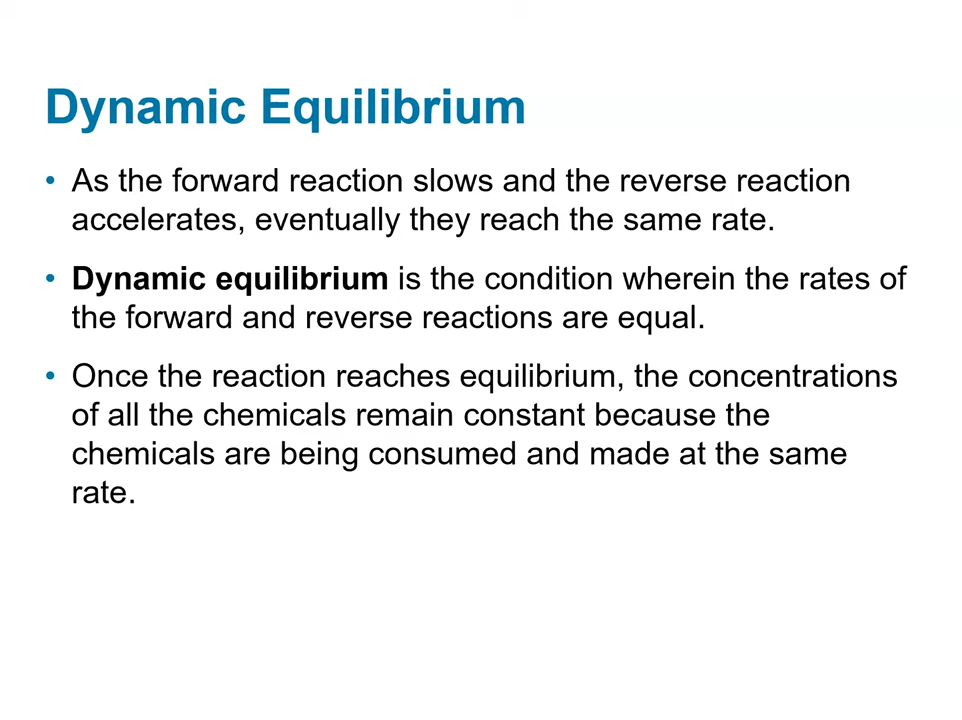 Dynamic Equilibrium
• As the forward reaction slows and the reverse reaction
accelerates, eventually they reach the same rate.
• Dynamic equilibrium is the condition wherein the rates of
the forward and reverse reactions are equal.
• Once the reaction reaches equilibrium, the concentrations
of all the chemicals remain constant because the
chemicals are being consumed and made at the same
rate.